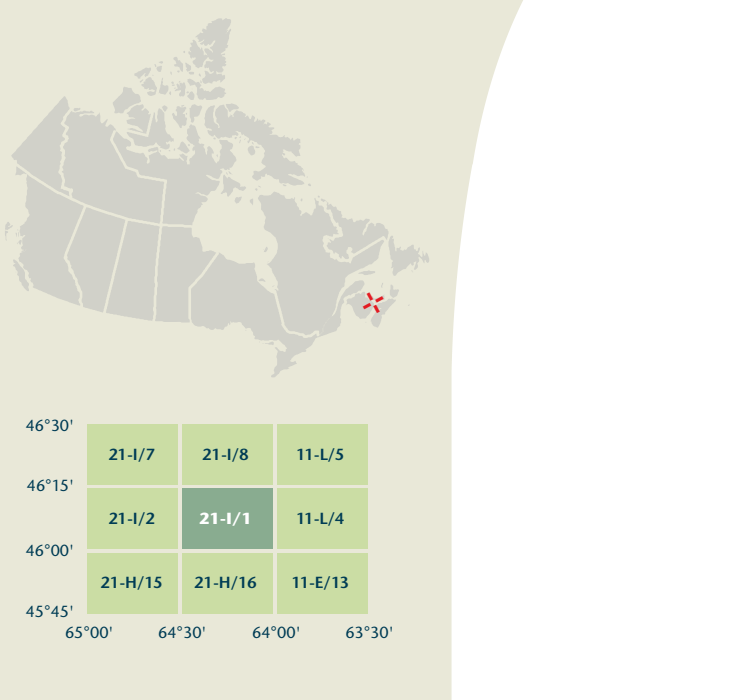 46°30'
21-I/7 21-I/8 11-L/5
46°15'
21-I/2 21-I/1 11-L/4
46°00'
21-H/15 21-H/16 11-E/13
45°45'
65°00' 64°30' 64°00' 63°30'